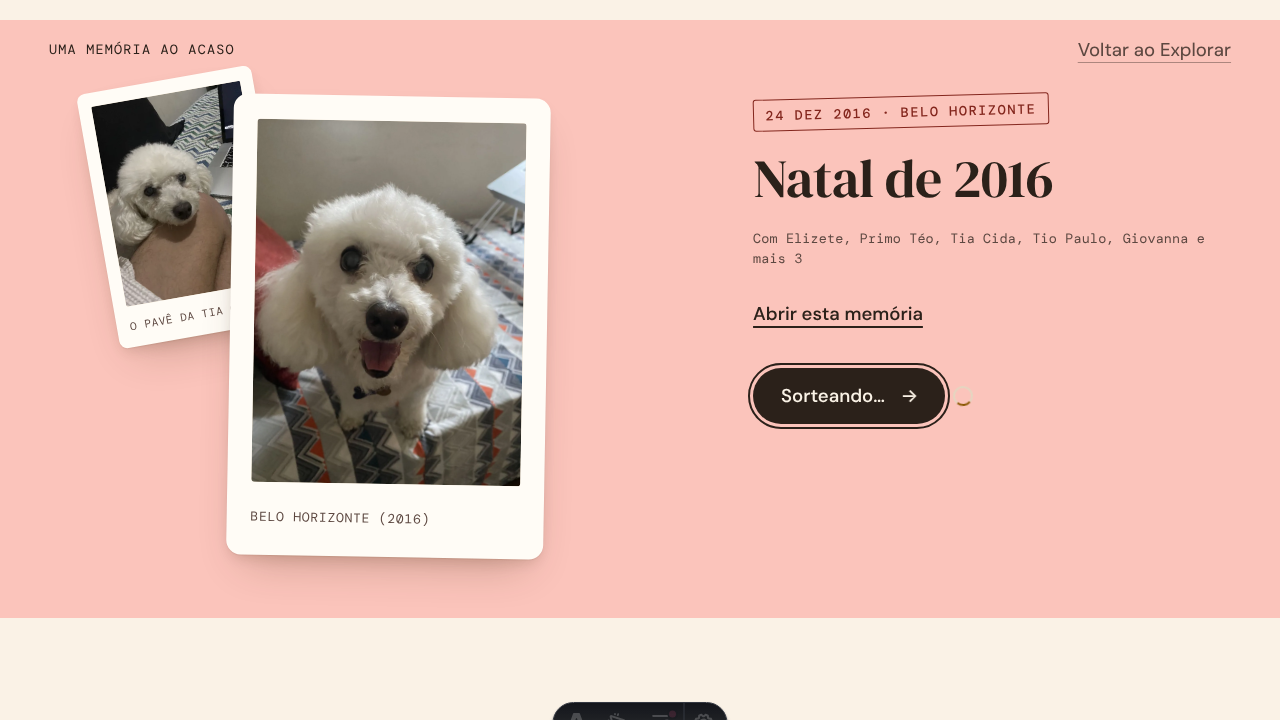 UMA MEMÓRIA AO ACASO
Voltar ao Explorar
O PAVÊ DA TIA
BELO HORIZONTE (2016)
24 DEZ 2016 · BELO HORIZONTE
Natal de 2016
Com Elizete, Primo Téo, Tia Cida, Tio Paulo, Giovanna e
mais 3
Abrir esta memória
Sorteando… →